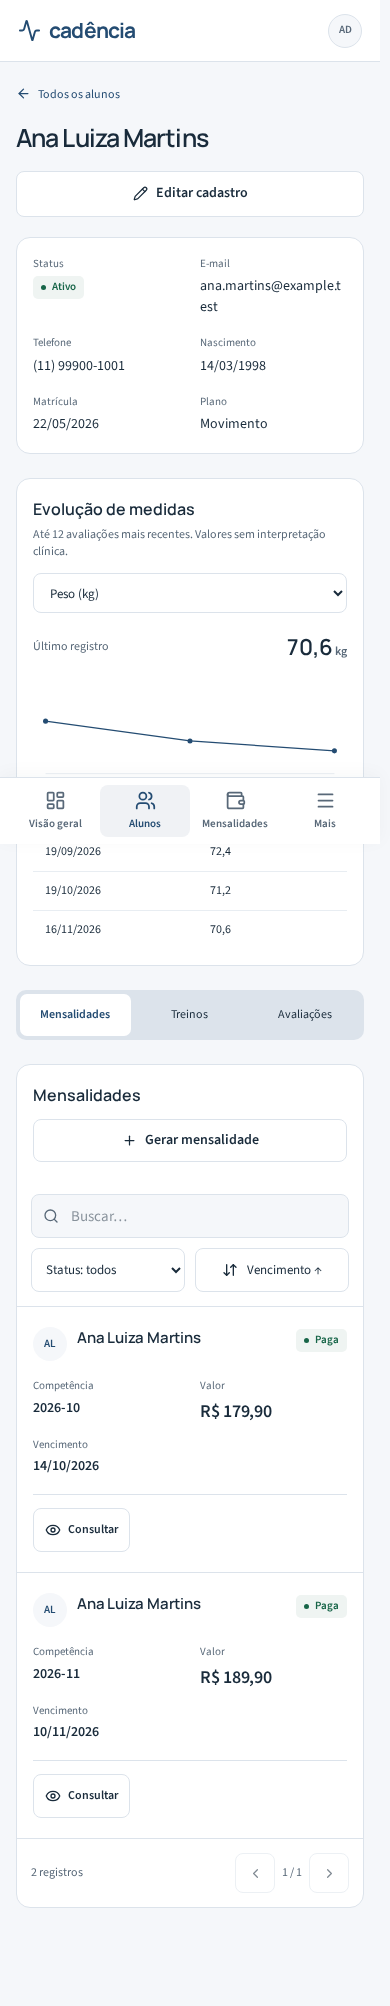 cadência
AD
Todos os alunos
Ana Luiza Martins
Editar cadastro
Status
E-mail
Ativo
ana.martins@example.t
est
Telefone
Nascimento
(11) 99900-1001
14/03/1998
Matrícula
Plano
22/05/2026
Movimento
Evolução de medidas
Até 12 avaliações mais recentes. Valores sem interpretação
clínica.
Peso (kg)
Último registro
70,6 kg
Visão geral
Alunos
Mensalidades
Mais
19/09/2026
72,4
19/10/2026
71,2
16/11/2026
70,6
Mensalidades
Treinos
Avaliações
Mensalidades
+ Gerar mensalidade
Buscar...
Status: todos
Vencimento ↑
AL
Ana Luiza Martins
Paga
Competência
Valor
2026-10
R$ 179,90
Vencimento
14/10/2026
Consultar
AL
Ana Luiza Martins
Paga
Competência
Valor
2026-11
R$ 189,90
Vencimento
10/11/2026
Consultar
2 registros
1 / 1